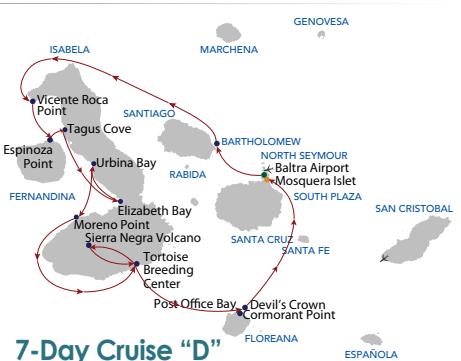 GENOVESA
ISABELA
MARCHENA
Vicente Roca
Point
SANTIAGO
Tagus Cove
BARTHOLOMEW
Espinoza
Point
NORTH SEYMOUR
Urbina Bay
Baltra Airport
RABIDA
Mosquera Islet
FERNANDINA
SOUTH PLAZA
Elizabeth Bay
SAN CRISTOBAL
Moreno Point
Sierra Negra Volcano
SANTA CRUZ
SANTA FE
Tortoise
Breeding
Center
Post Office Bay
Devil's Crown
Cormorant Point
FLOREANA
7-Day Cruise “D”
ESPAÑOLA